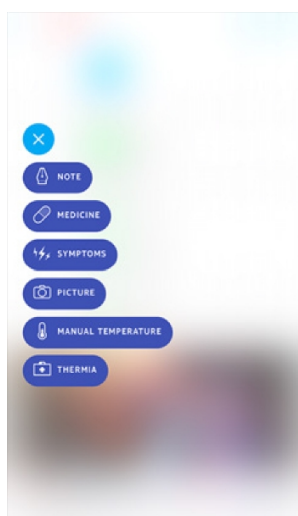 NOTE
MEDICINE
SYMPTOMS
PICTURE
MANUAL TEMPERATURE
THERMIA